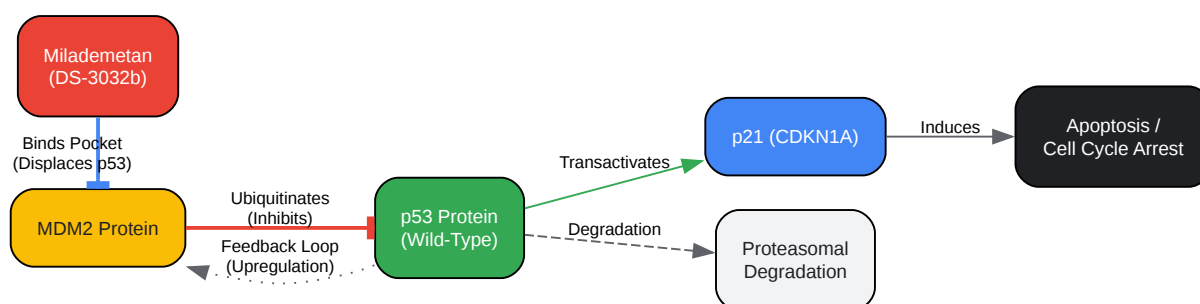 Milademetan
(DS-3032b)
Binds Pocket
(Displaces p53)
MDM2 Protein
Ubiquitinates
(Inhibits)
Feedback Loop
(Upregulation)
p53 Protein
(Wild-Type)
Transactivates
Degradation
p21 (CDKN1A)
Proteasomal
Degradation
Induces
Apoptosis /
Cell Cycle Arrest